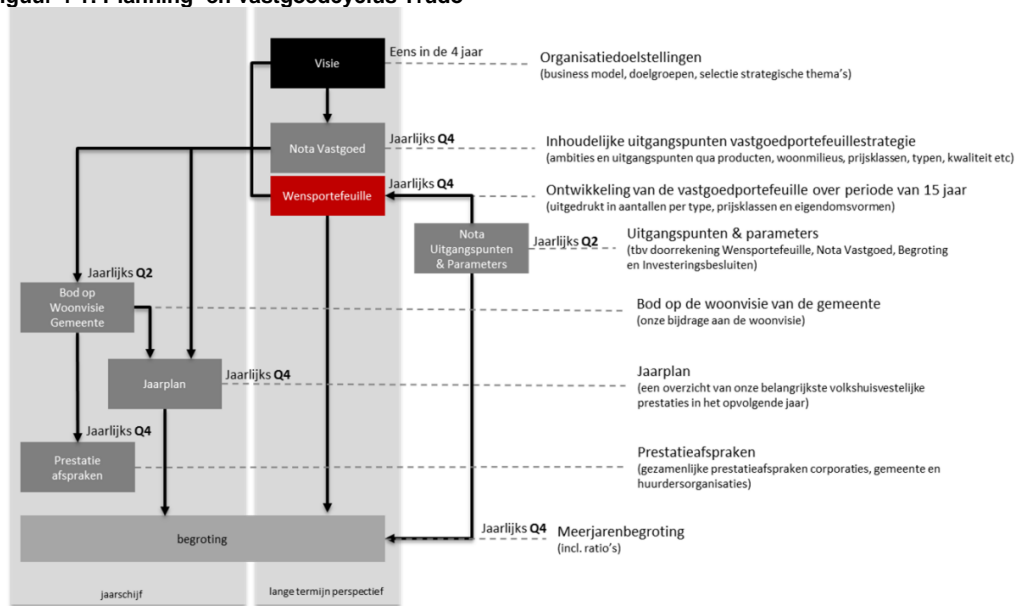 Planning- en vastgoedcyclus Trudo
Visie
Eens in de 4 jaar
Organisatiedoelstellingen
(business model, doelgroepen, selectie strategische thema's)
Nota Vastgoed
Jaarlijks Q4
Inhoudelijke uitgangspunten vastgoedportefeuillestrategie
(ambities en uitgangspunten qua producten, woonmilieus, prijsklassen, typen, kwaliteit etc)
Wensportefeuille
Jaarlijks Q4
Ontwikkeling van de vastgoedportefeuille over periode van 15 jaar
(uitgedrukt in aantallen per type, prijsklassen en eigendomsvormen)
Nota
Uitgangspunten
& Parameters
Jaarlijks Q2
Uitgangspunten & parameters
(tbv doorrekening Wensportefeuille, Nota Vastgoed, Begroting
en Investeringsbesluiten)
Jaarlijks Q2
Bod op
Woonvisie
Gemeente
Bod op de woonvisie van de gemeente
(onze bijdrage aan de woonvisie)
Jaarplan
Jaarlijks Q4
Jaarplan
(een overzicht van onze belangrijkste volkshuisvestelijke
prestaties in het opvolgende jaar)
Jaarlijks Q4
Prestatie
afspraken
Prestatieafspraken
(gezamenlijke prestatieafspraken corporaties, gemeente en
huurdersorganisaties)
begroting
Jaarlijks Q4
Meerjarenbegroting
(incl. ratio's)
jaarschijf
lange termijn perspectief